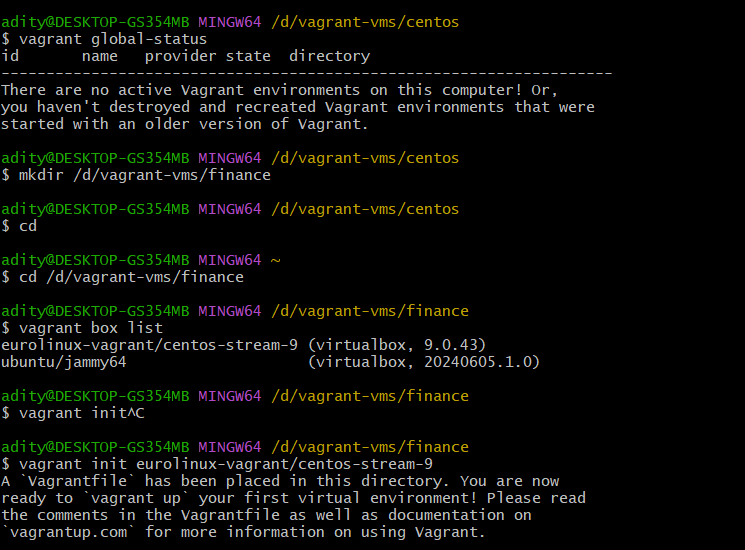 adity@DESKTOP-GS354MB MINGW64 /d/vagrant-vms/centos
$ vagrant global-status
id       name   provider state  directory
--------------------------------------------------------------------
There are no active Vagrant environments on this computer! Or,
you haven't destroyed and recreated Vagrant environments that were
started with an older version of Vagrant.
adity@DESKTOP-GS354MB MINGW64 /d/vagrant-vms/centos
$ mkdir /d/vagrant-vms/finance
adity@DESKTOP-GS354MB MINGW64 /d/vagrant-vms/centos
$ cd
adity@DESKTOP-GS354MB MINGW64 ~
$ cd /d/vagrant-vms/finance
adity@DESKTOP-GS354MB MINGW64 /d/vagrant-vms/finance
$ vagrant box list
eurolinux-vagrant/centos-stream-9 (virtualbox, 9.0.43)
ubuntu/jammy64                    (virtualbox, 20240605.1.0)
adity@DESKTOP-GS354MB MINGW64 /d/vagrant-vms/finance
$ vagrant init^C
adity@DESKTOP-GS354MB MINGW64 /d/vagrant-vms/finance
$ vagrant init eurolinux-vagrant/centos-stream-9
A `Vagrantfile` has been placed in this directory. You are now
ready to `vagrant up` your first virtual environment! Please read
the comments in the Vagrantfile as well as documentation on
`vagrantup.com` for more information on using Vagrant.